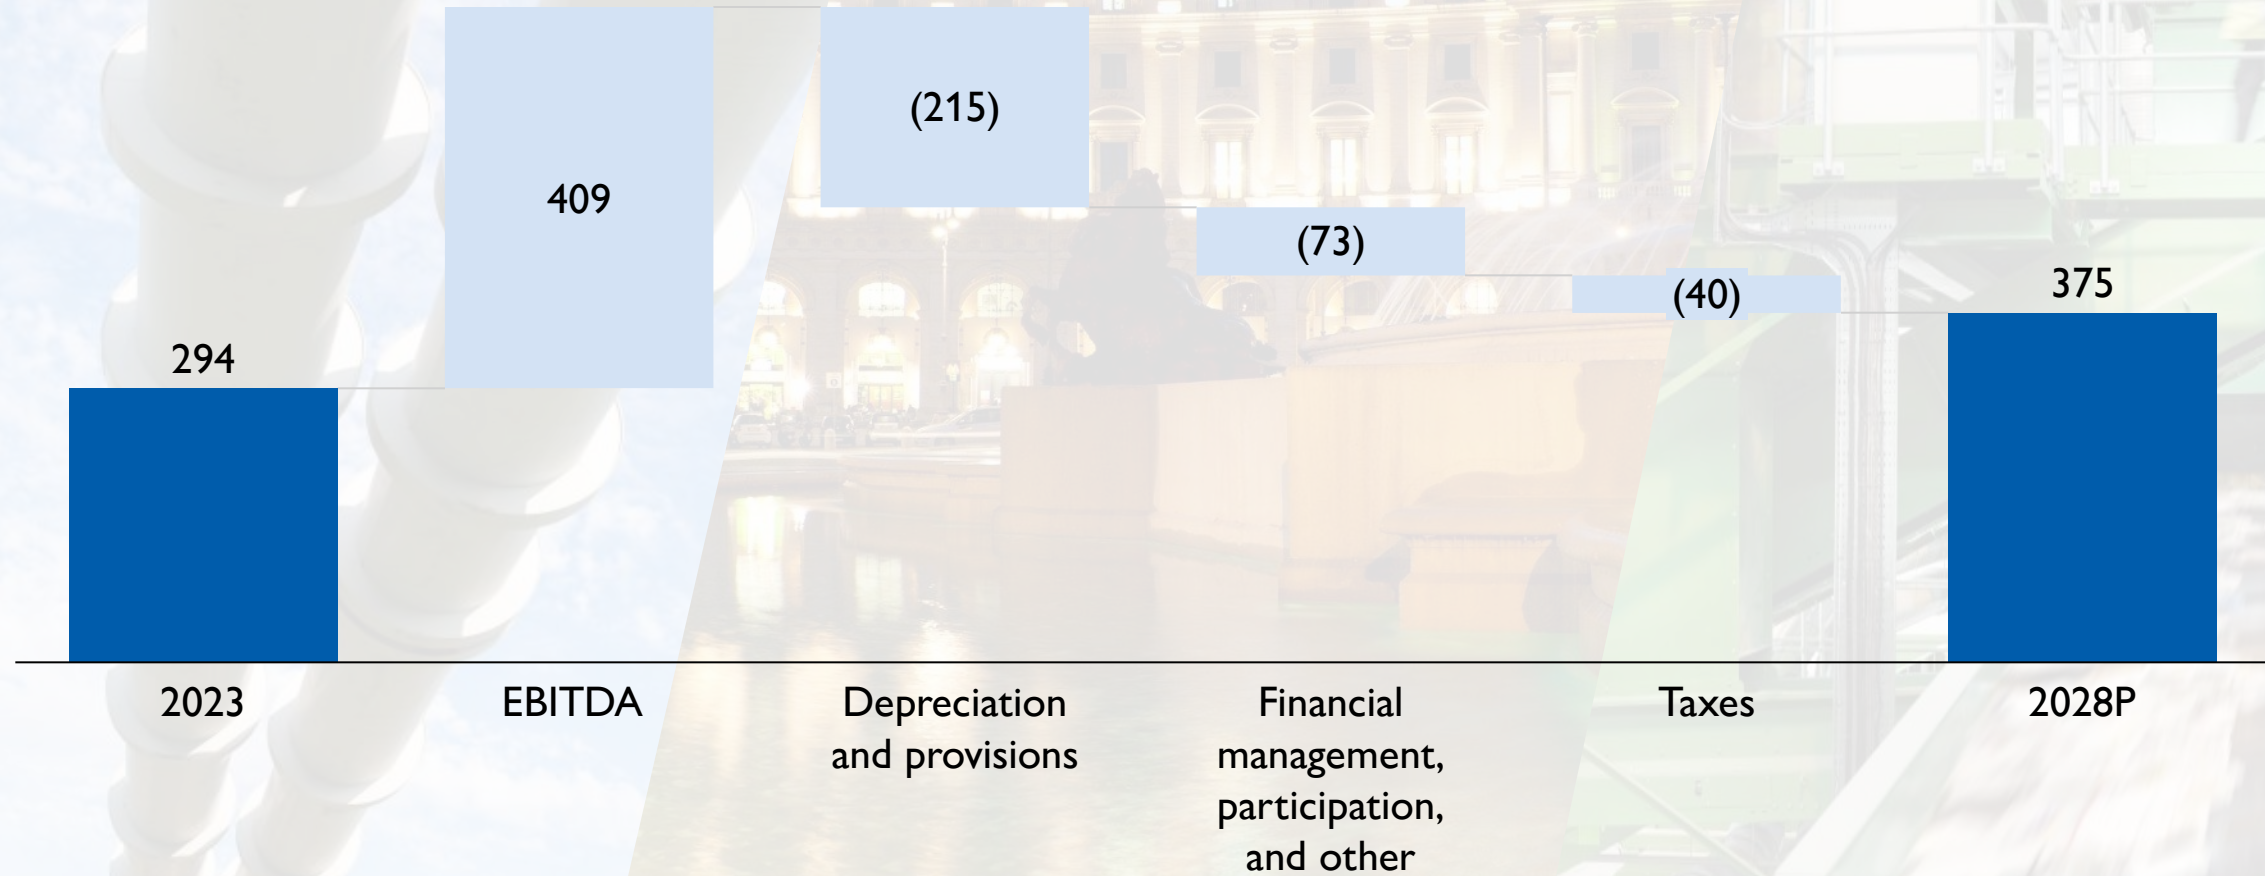 409
(215)
(73)
(40)
375
294
2023
EBITDA
Depreciation
and provisions
Financial
management,
participation,
and other
Taxes
2028P